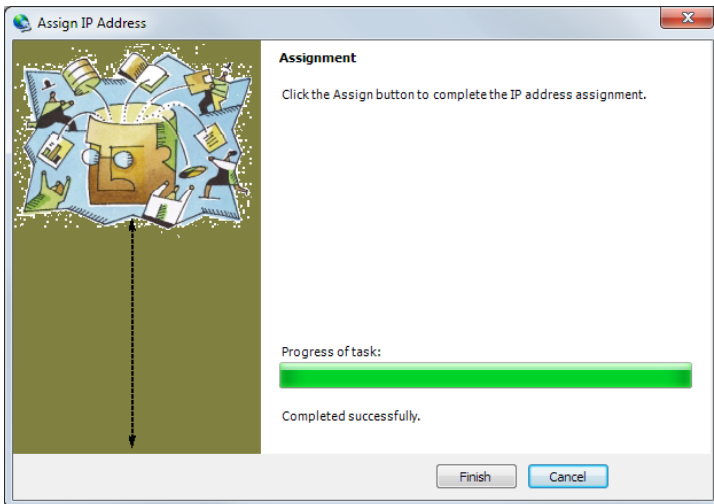 Assign IP Address
Assignment
Click the Assign button to complete the IP address assignment.
Progress of task:
Completed successfully.
Finish
Cancel